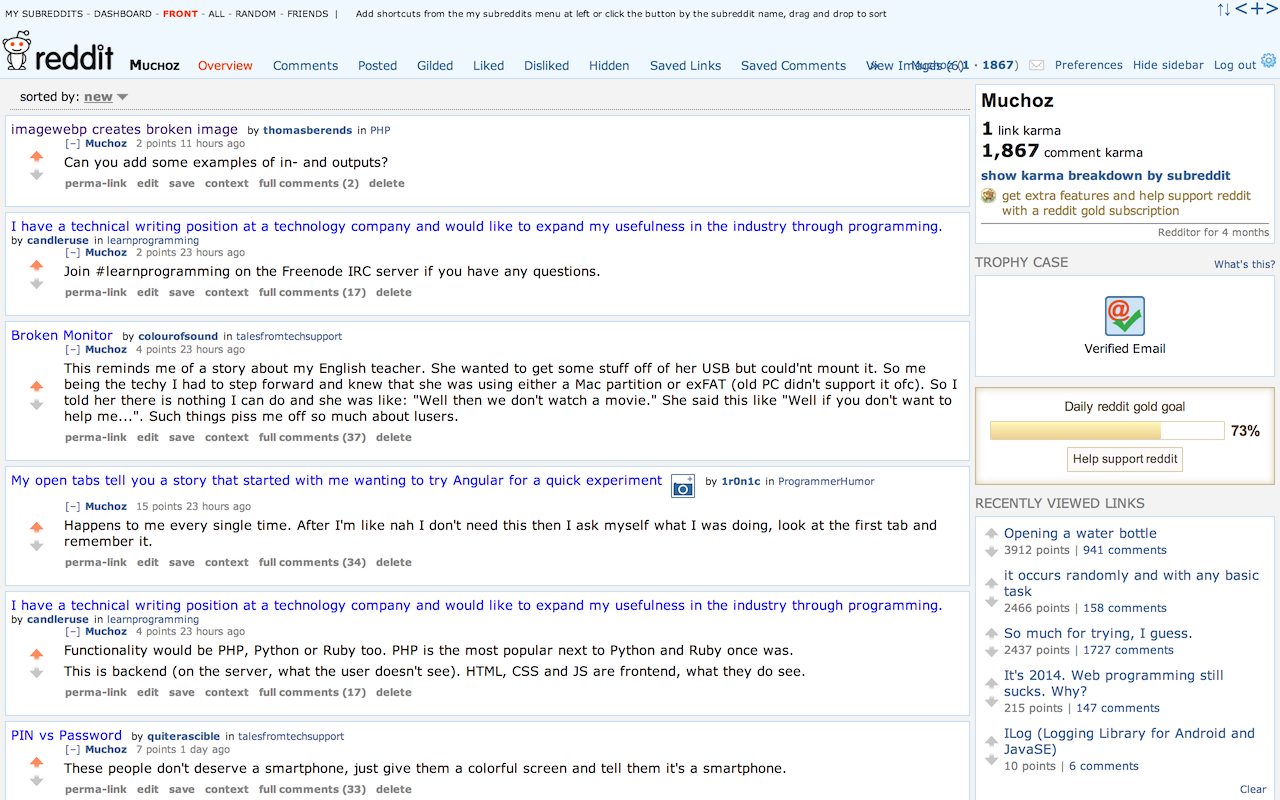 MY SUBREDDITS - DASHBOARD - FRONT - ALL - RANDOM - FRIENDS | Add shortcuts from the my subreddits menu at left or click the button by the subreddit name, drag and drop to sort
reddit MUCHOZ Overview Comments Posted Gilded Liked Disliked Hidden Saved Links Saved Comments View Images (6) Muchoz (1 · 1867) Preferences Hide sidebar Log out
sorted by: new
imagewebp creates broken image by thomasberends in PHP
[–] Muchoz 2 points 11 hours ago
Can you add some examples of in- and outputs?
perma-link edit save context full comments (2) delete
I have a technical writing position at a technology company and would like to expand my usefulness in the industry through programming.
by candleruse in learnprogramming
[–] Muchoz 2 points 23 hours ago
Join #learnprogramming on the Freenode IRC server if you have any questions.
perma-link edit save context full comments (17) delete
Broken Monitor by colourofsound in talesfromtechsupport
[–] Muchoz 4 points 23 hours ago
This reminds me of a story about my English teacher. She wanted to get some stuff off of her USB but could'nt mount it. So me
being the techy I had to step forward and knew that she was using either a Mac partition or exFAT (old PC didn't support it ofc). So I
told her there is nothing I can do and she was like: "Well then we don't watch a movie." She said this like "Well if you don't want to
help me...". Such things piss me off so much about lusers.
perma-link edit save context full comments (37) delete
My open tabs tell you a story that started with me wanting to try Angular for a quick experiment by 1r0n1c in ProgrammerHumor
[–] Muchoz 15 points 23 hours ago
Happens to me every single time. After I'm like nah I don't need this then I ask myself what I was doing, look at the first tab and
remember it.
perma-link edit save context full comments (34) delete
I have a technical writing position at a technology company and would like to expand my usefulness in the industry through programming.
by candleruse in learnprogramming
[–] Muchoz 4 points 23 hours ago
Functionality would be PHP, Python or Ruby too. PHP is the most popular next to Python and Ruby once was.
This is backend (on the server, what the user doesn't see). HTML, CSS and JS are frontend, what they do see.
perma-link edit save context full comments (17) delete
PIN vs Password by quiterascible in talesfromtechsupport
[–] Muchoz 7 points 1 day ago
These people don't deserve a smartphone, just give them a colorful screen and tell them it's a smartphone.
perma-link edit save context full comments (33) delete
Muchoz
1 link karma
1,867 comment karma
show karma breakdown by subreddit
get extra features and help support reddit
with a reddit gold subscription
Redditor for 4 months
TROPHY CASE What's this?
Verified Email
Daily reddit gold goal
73%
Help support reddit
RECENTLY VIEWED LINKS
Opening a water bottle
3912 points | 941 comments
it occurs randomly and with any basic
task
2466 points | 158 comments
So much for trying, I guess.
2437 points | 1727 comments
It's 2014. Web programming still
sucks. Why?
215 points | 147 comments
ILog (Logging Library for Android and
JavaSE)
10 points | 6 comments
Clear